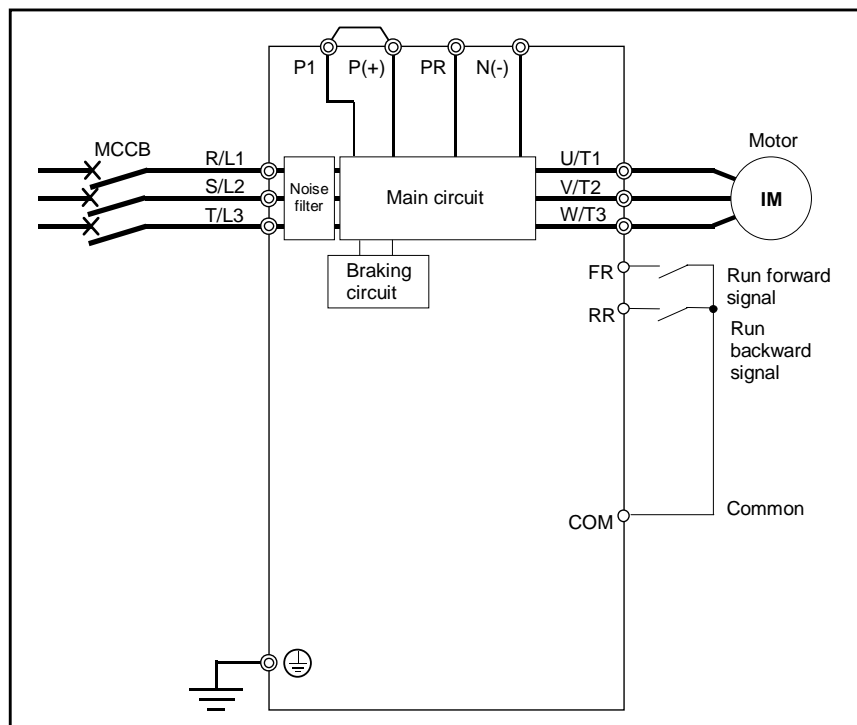 P1
P(+)
PR
N(-)
MCCB
R/L1
S/L2
T/L3
Noise
filter
Main circuit
Braking
circuit
U/T1
V/T2
W/T3
Motor
IM
FR
Run forward
signal
RR
Run
backward
signal
COM
Common